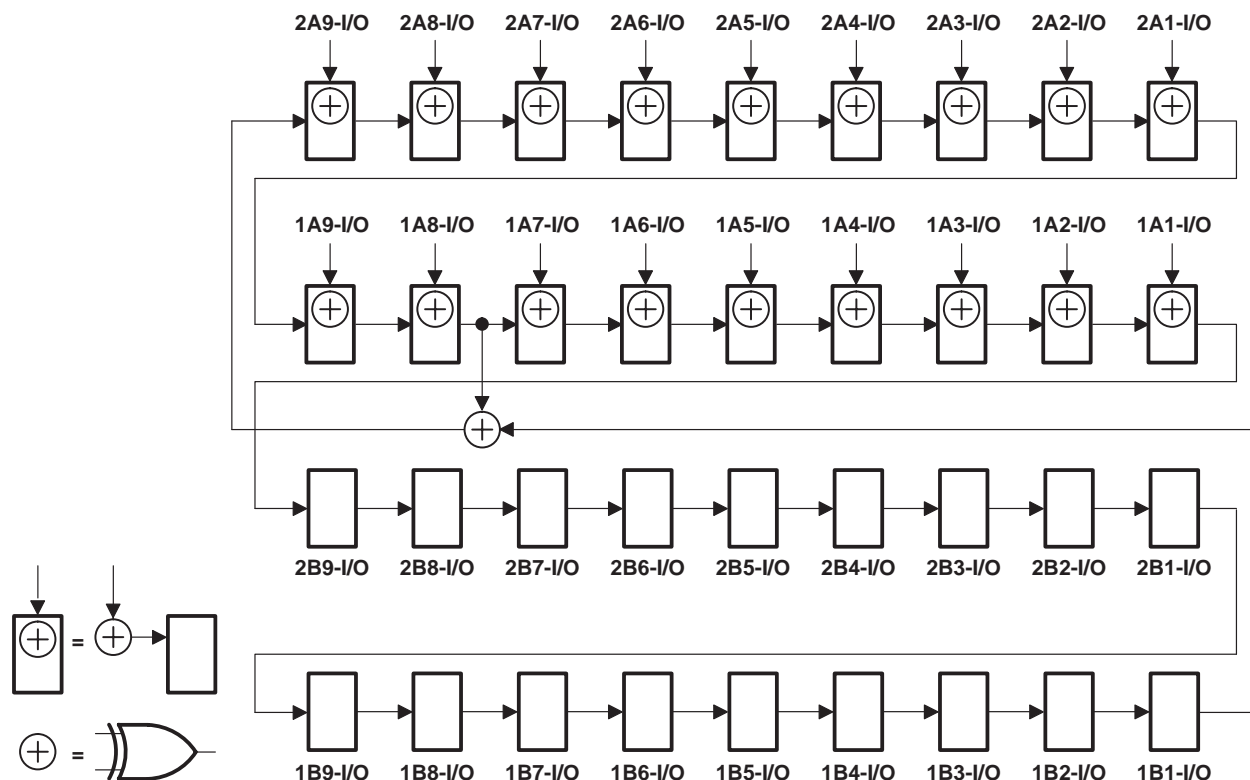 2A9-I/O 2A8-I/O 2A7-I/O 2A6-I/O 2A5-I/O 2A4-I/O 2A3-I/O 2A2-I/O 2A1-I/O
1A9-I/O 1A8-I/O 1A7-I/O 1A6-I/O 1A5-I/O 1A4-I/O 1A3-I/O 1A2-I/O 1A1-I/O
2B9-I/O 2B8-I/O 2B7-I/O 2B6-I/O 2B5-I/O 2B4-I/O 2B3-I/O 2B2-I/O 2B1-I/O
=
=
1B9-I/O 1B8-I/O 1B7-I/O 1B6-I/O 1B5-I/O 1B4-I/O 1B3-I/O 1B2-I/O 1B1-I/O